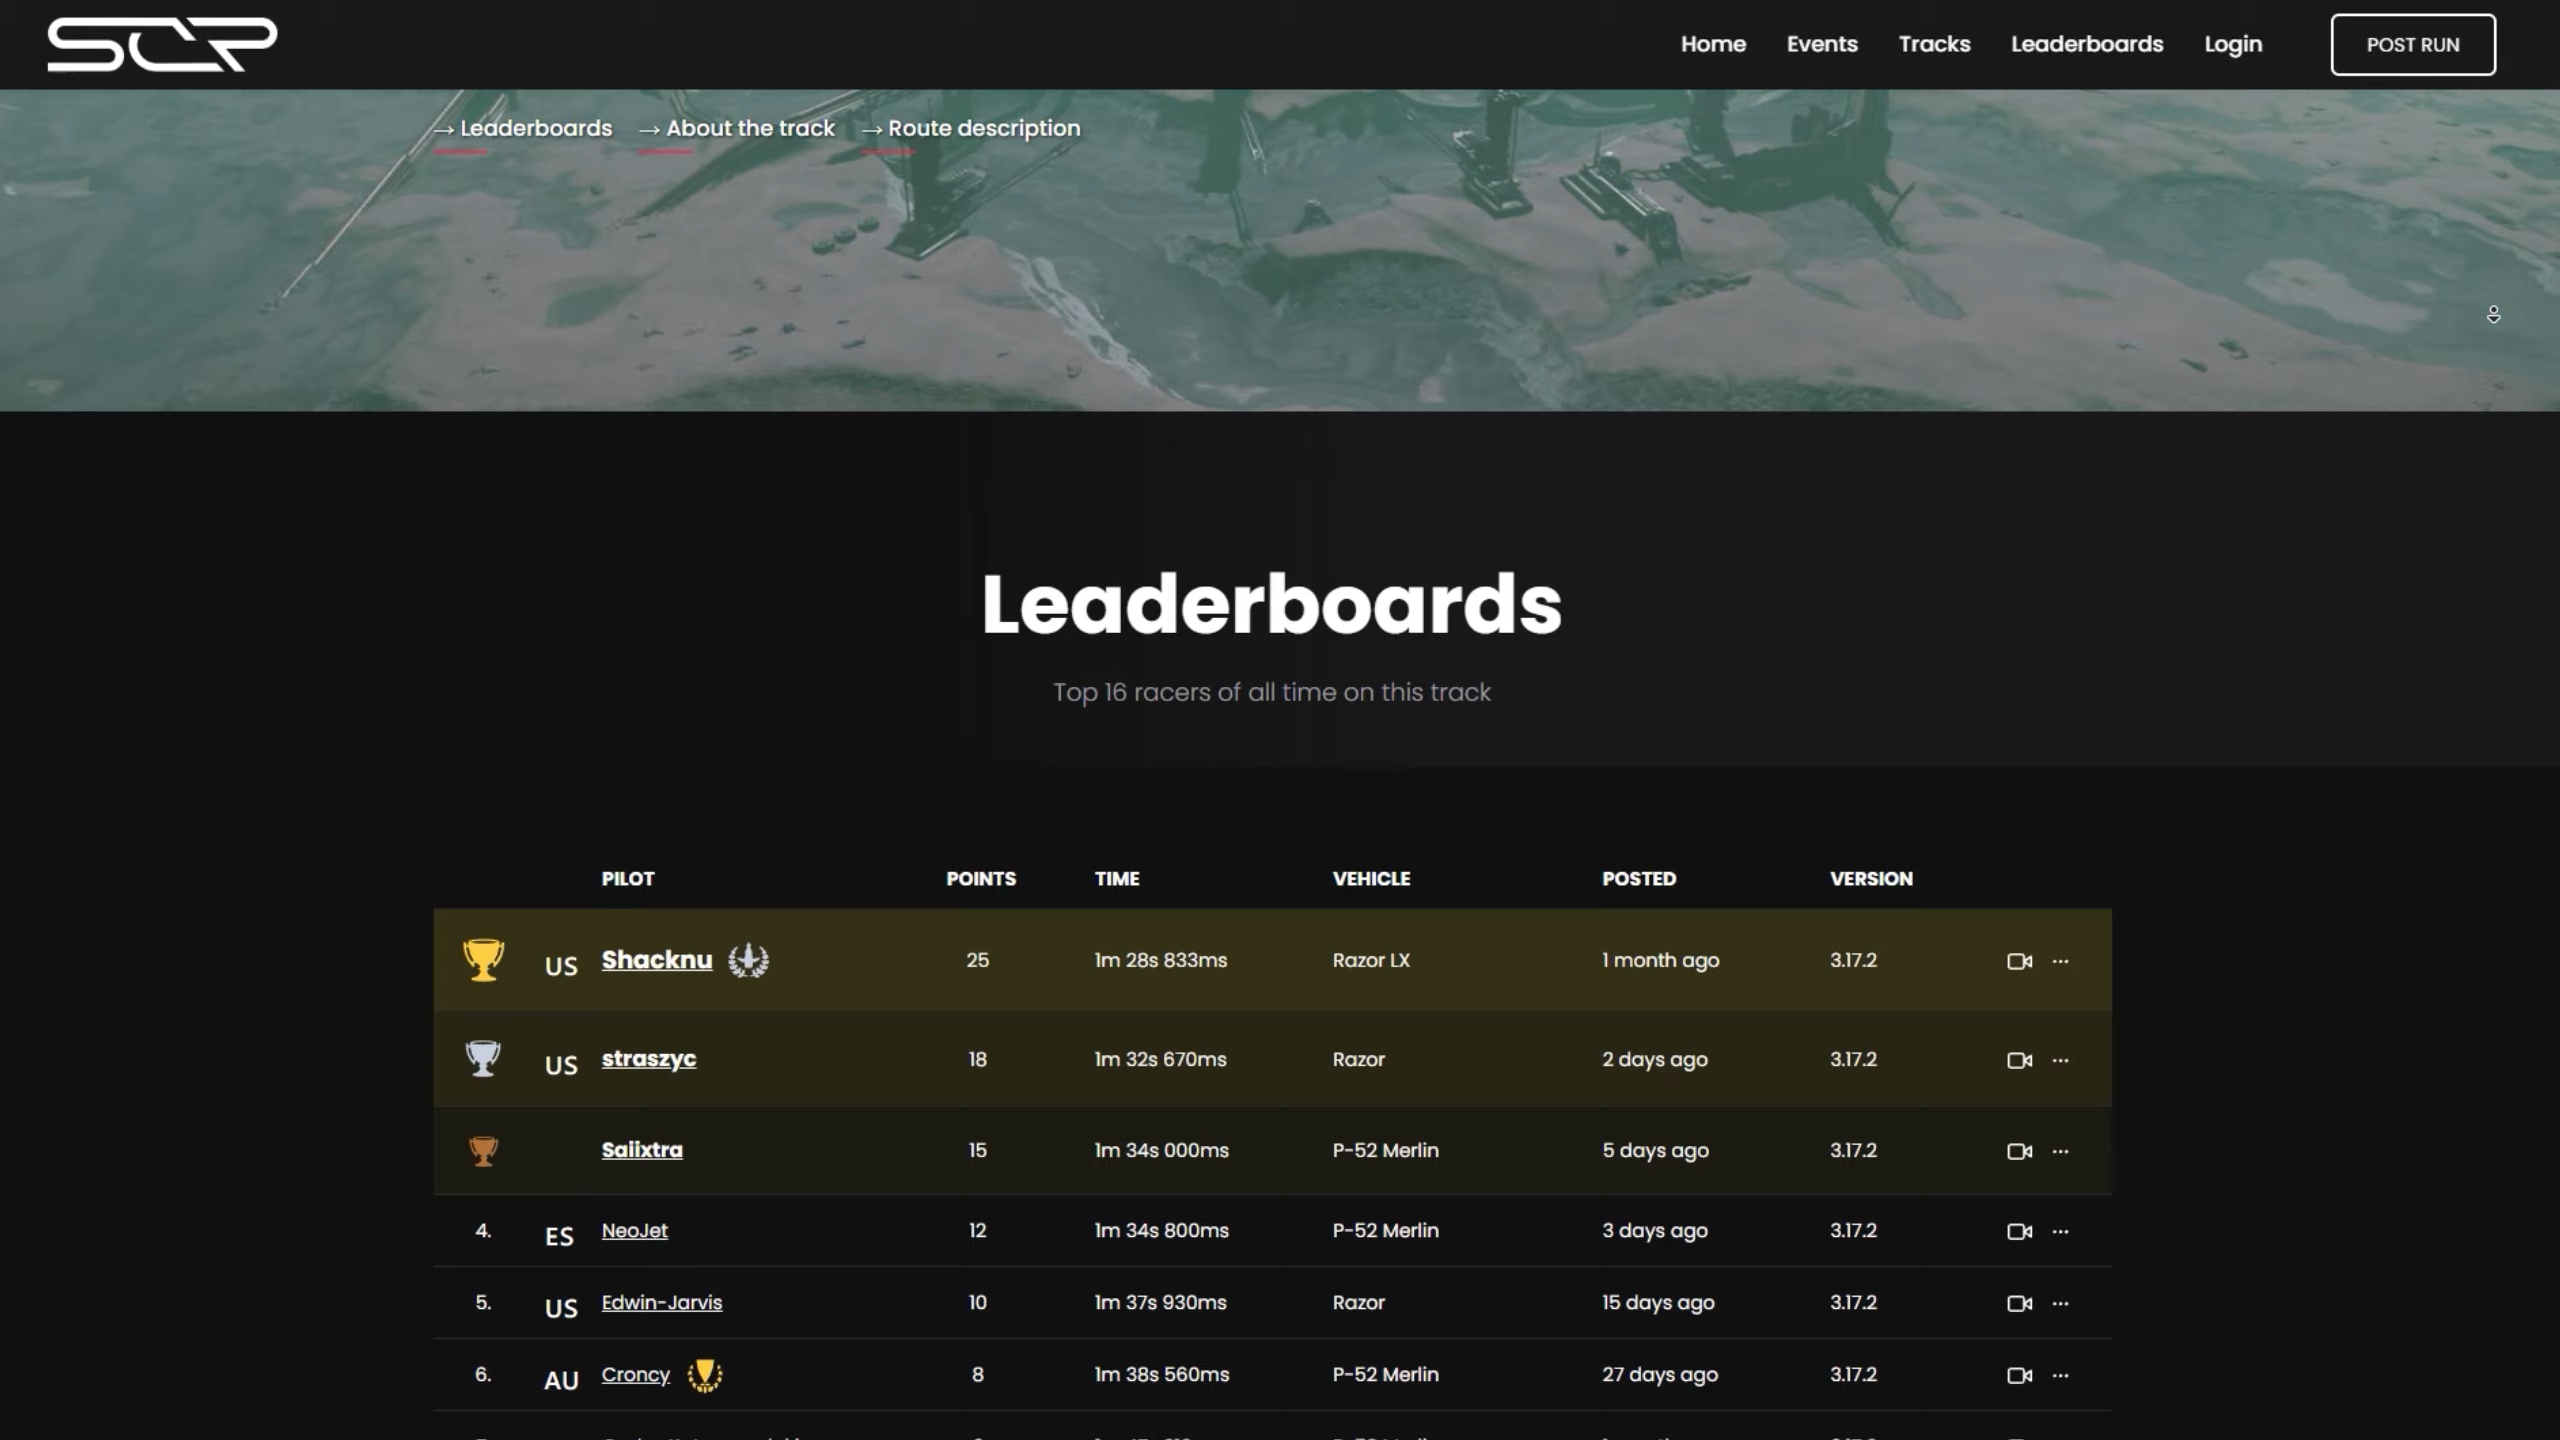 SCR
Home Events Tracks Leaderboards Login POST RUN
→ Leaderboards → About the track → Route description
Leaderboards
Top 16 racers of all time on this track
PILOT POINTS TIME VEHICLE POSTED VERSION
US Shacknu 25 1m 28s 833ms Razor LX 1 month ago 3.17.2 ...
US straszyc 18 1m 32s 670ms Razor 2 days ago 3.17.2 ...
Saiixtra 15 1m 34s 000ms P-52 Merlin 5 days ago 3.17.2 ...
4. ES NeoJet 12 1m 34s 800ms P-52 Merlin 3 days ago 3.17.2 ...
5. US Edwin-Jarvis 10 1m 37s 930ms Razor 15 days ago 3.17.2 ...
6. AU Croncy 8 1m 38s 560ms P-52 Merlin 27 days ago 3.17.2 ...